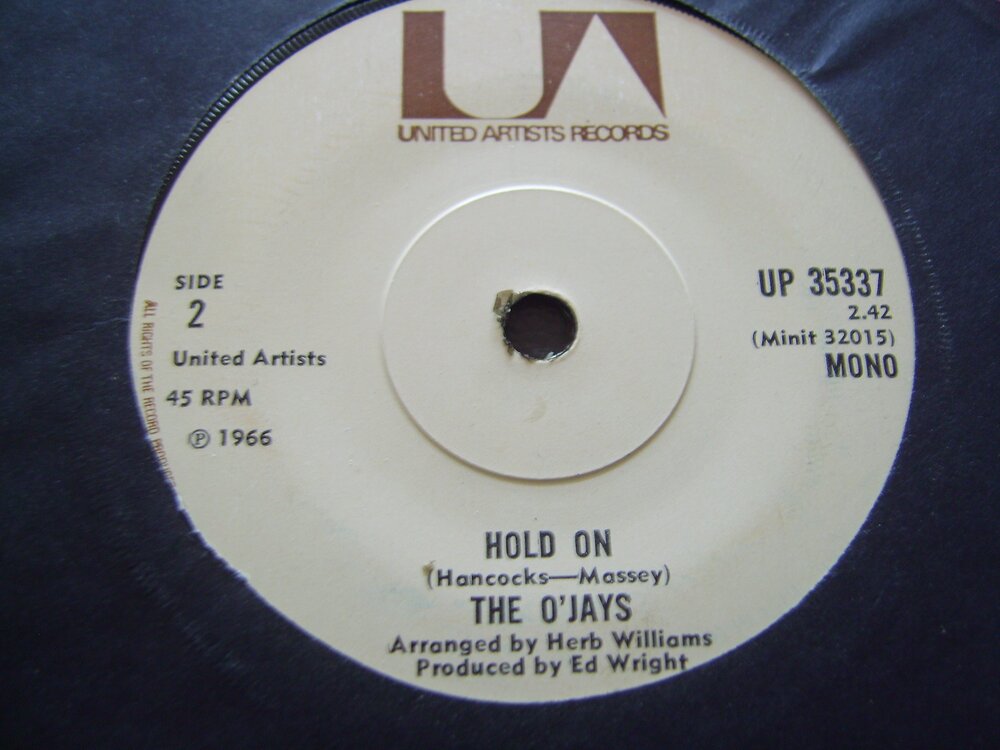 UA
UNITED ARTISTS RECORDS
SIDE
2
United Artists
45 RPM
℗ 1966
ALL RIGHTS OF THE RECORD
UP 35337
2.42
(Minit 32015)
MONO
HOLD ON
(Hancocks—Massey)
THE O'JAYS
Arranged by Herb Williams
Produced by Ed Wright